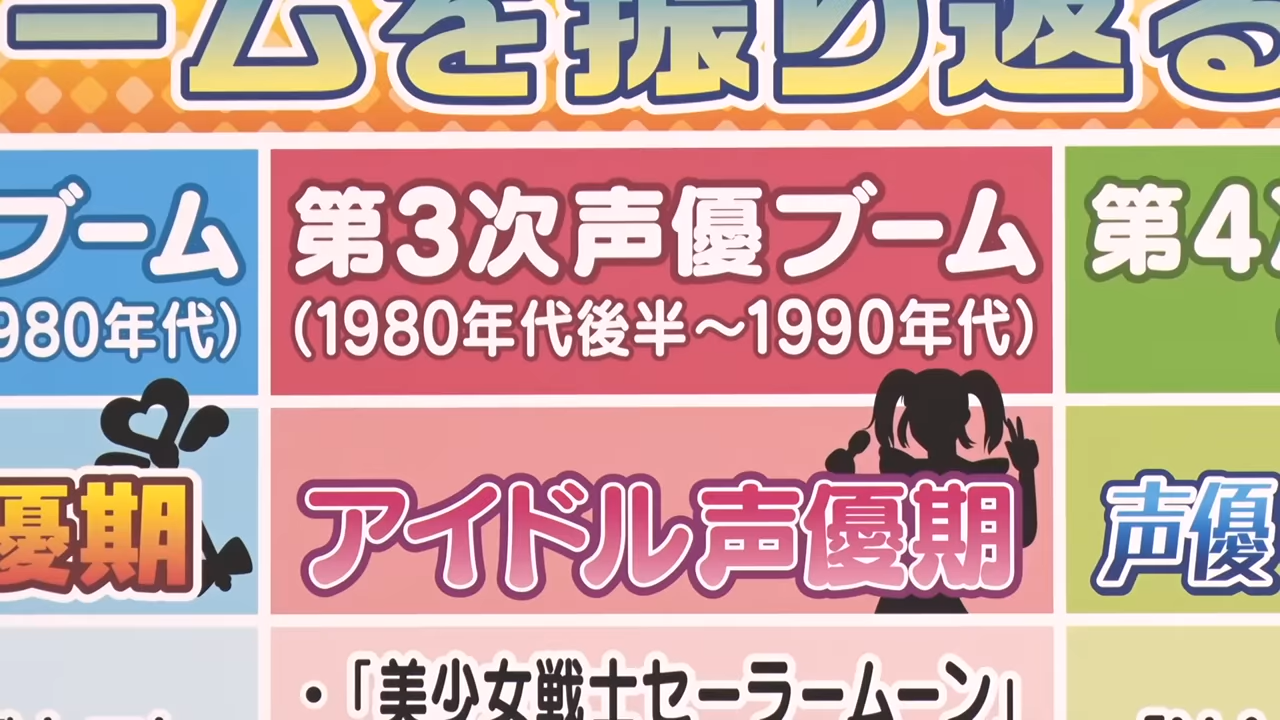 ームを振り返る
ブーム
980年代)
優期
第3次声優ブーム
(1980年代後半～1990年代)
アイドル声優期
・「美少女戦士セーラームーン」
第4
声優